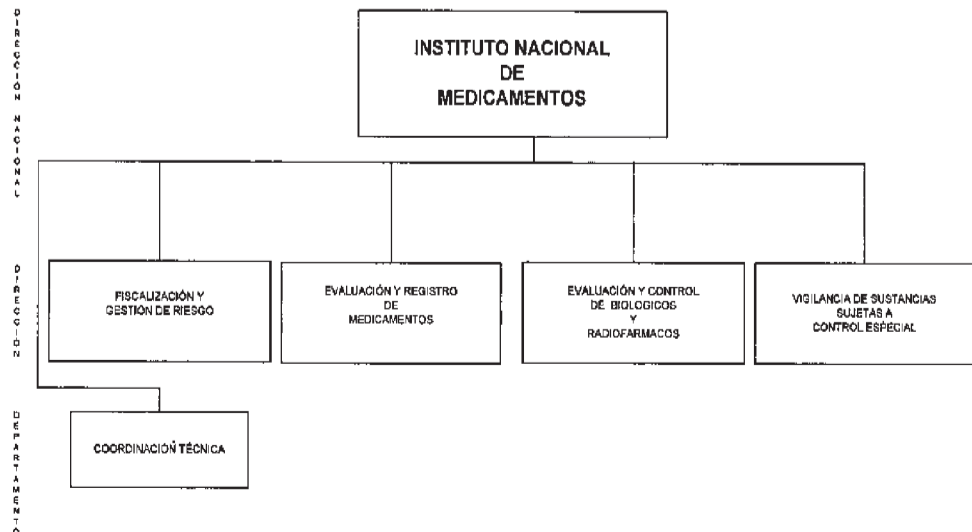 DIRECCIÓN NACIONAL
INSTITUTO NACIONAL
DE
MEDICAMENTOS
DIRECCIÓN
FISCALIZACIÓN Y
GESTIÓN DE RIESGO
EVALUACIÓN Y REGISTRO
DE
MEDICAMENTOS
EVALUACIÓN Y CONTROL
DE BIOLOGICOS
Y
RADIOFARMACOS
VIGILANCIA DE SUSTANCIAS
SUJETAS A
CONTROL ESPECIAL
DEPARTAMENTO
COORDINACIÓN TÉCNICA